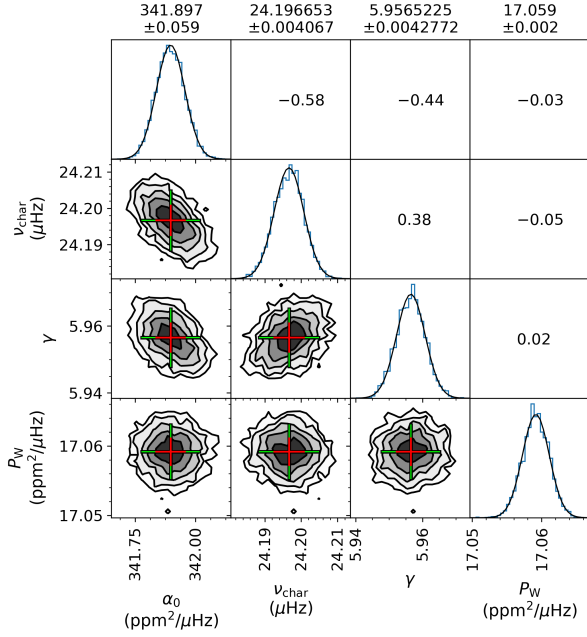 341.897 24.196653 5.9565225 17.059
±0.059 ±0.004067 ±0.0042772 ±0.002
−0.58 −0.44 −0.03
24.21
24.20
24.19
ν_char
(μHz)
0.38 −0.05
5.96
5.94
γ
0.02
17.06
17.05
P_W
(ppm²/μHz)
341.75 342.00 24.19 24.20 24.21 5.94 5.96 17.05 17.06
α₀ ν_char γ P_W
(ppm²/μHz) (μHz) (ppm²/μHz)